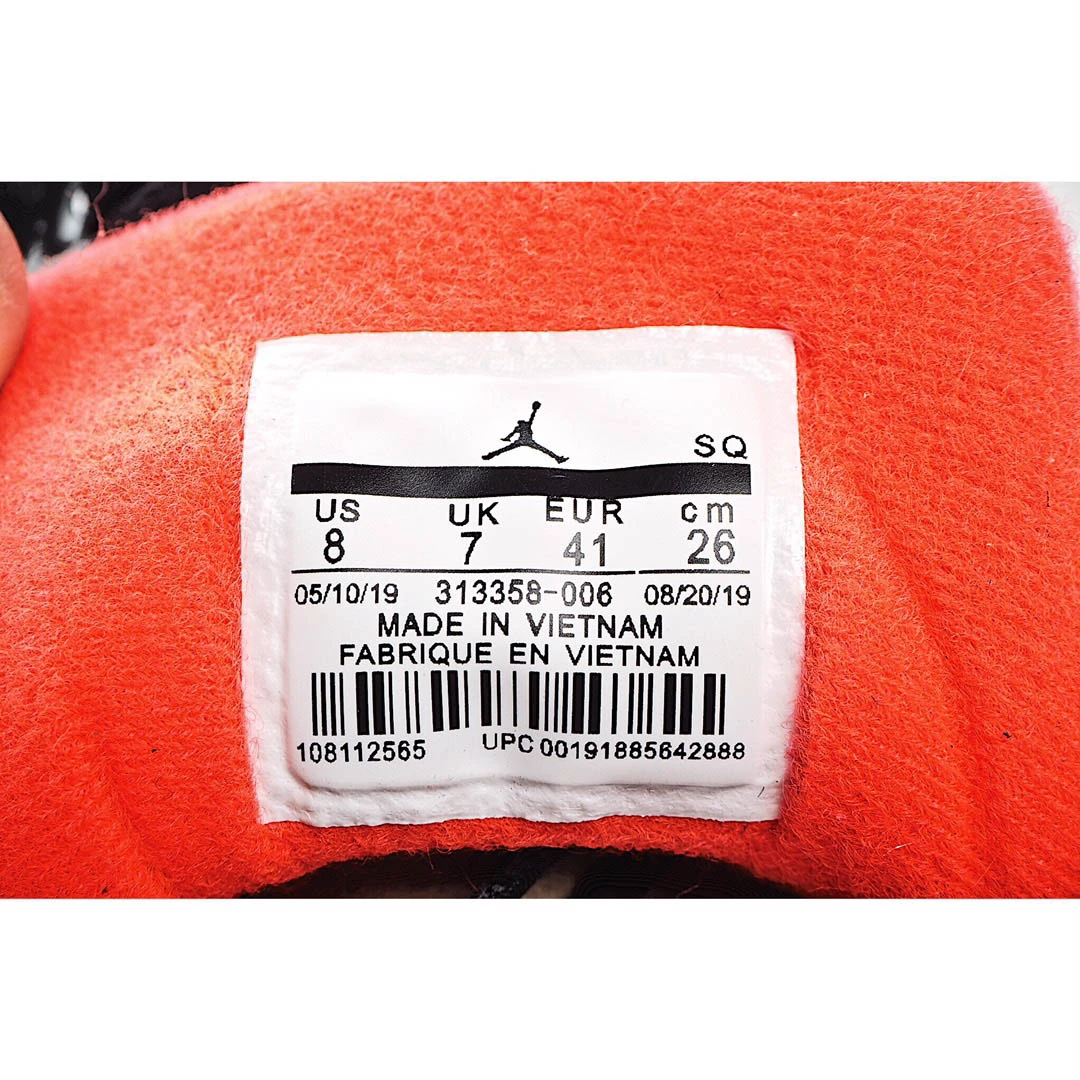 SQ
US UK EUR cm
8 7 41 26
05/10/19 313358-006 08/20/19
MADE IN VIETNAM
FABRIQUE EN VIETNAM
108112565 UPC 00191885642888